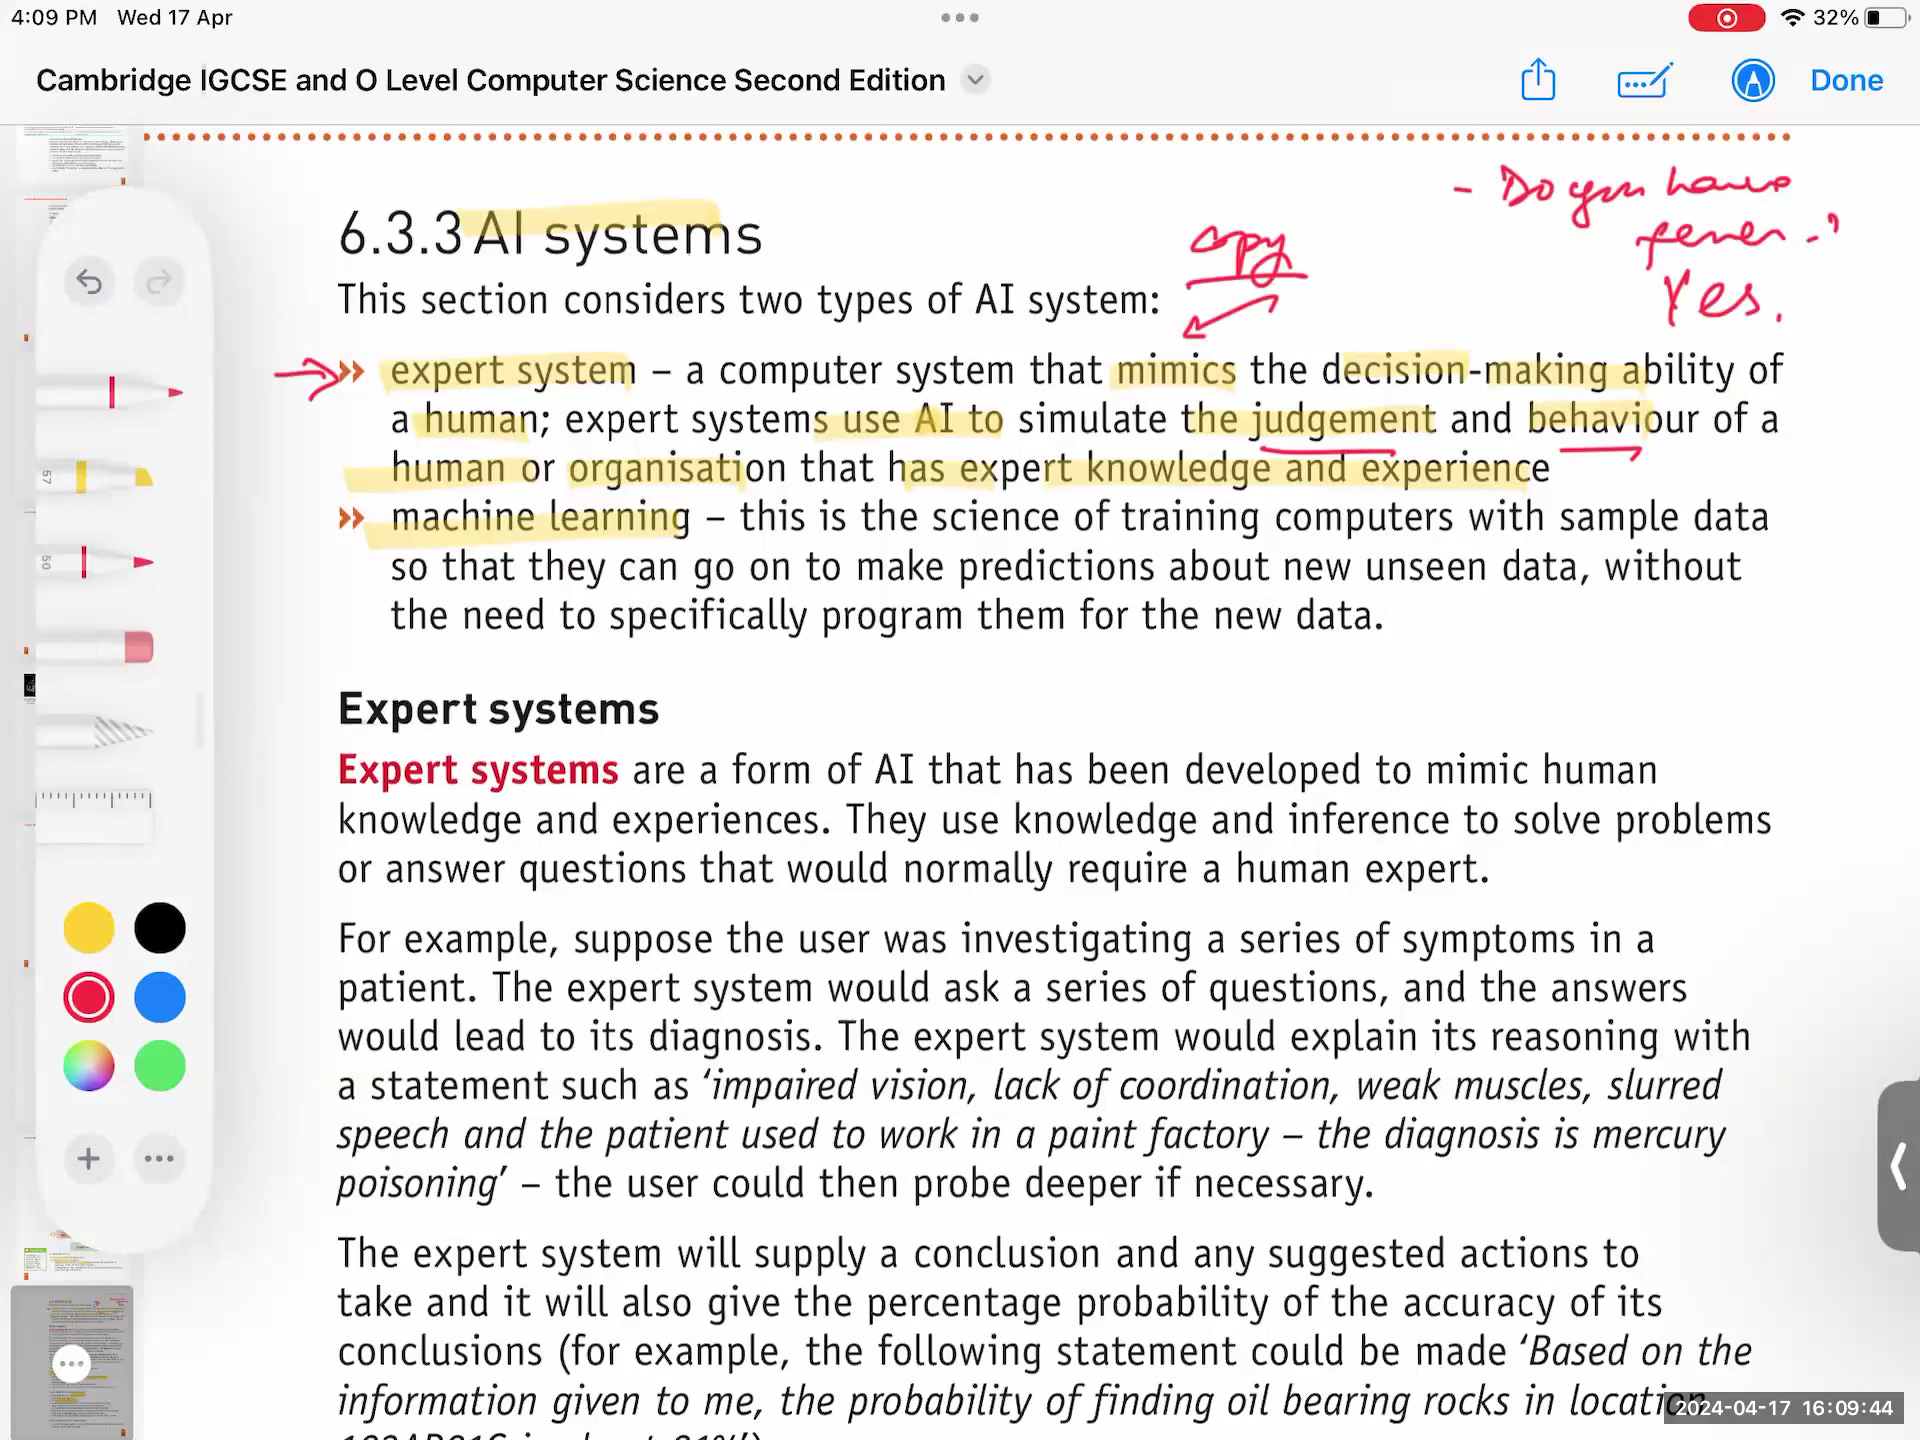 4:09 PM Wed 17 Apr
32%
Cambridge IGCSE and O Level Computer Science Second Edition
Done
- Do you have
fever -?
Yes.
copy
6.3.3 AI systems
This section considers two types of AI system:
» expert system – a computer system that mimics the decision-making ability of
a human; expert systems use AI to simulate the judgement and behaviour of a
human or organisation that has expert knowledge and experience
» machine learning – this is the science of training computers with sample data
so that they can go on to make predictions about new unseen data, without
the need to specifically program them for the new data.
Expert systems
Expert systems are a form of AI that has been developed to mimic human
knowledge and experiences. They use knowledge and inference to solve problems
or answer questions that would normally require a human expert.
For example, suppose the user was investigating a series of symptoms in a
patient. The expert system would ask a series of questions, and the answers
would lead to its diagnosis. The expert system would explain its reasoning with
a statement such as ‘impaired vision, lack of coordination, weak muscles, slurred
speech and the patient used to work in a paint factory – the diagnosis is mercury
poisoning’ – the user could then probe deeper if necessary.
The expert system will supply a conclusion and any suggested actions to
take and it will also give the percentage probability of the accuracy of its
conclusions (for example, the following statement could be made ‘Based on the
information given to me, the probability of finding oil bearing rocks in location
57
50
2024-04-17 16:09:44